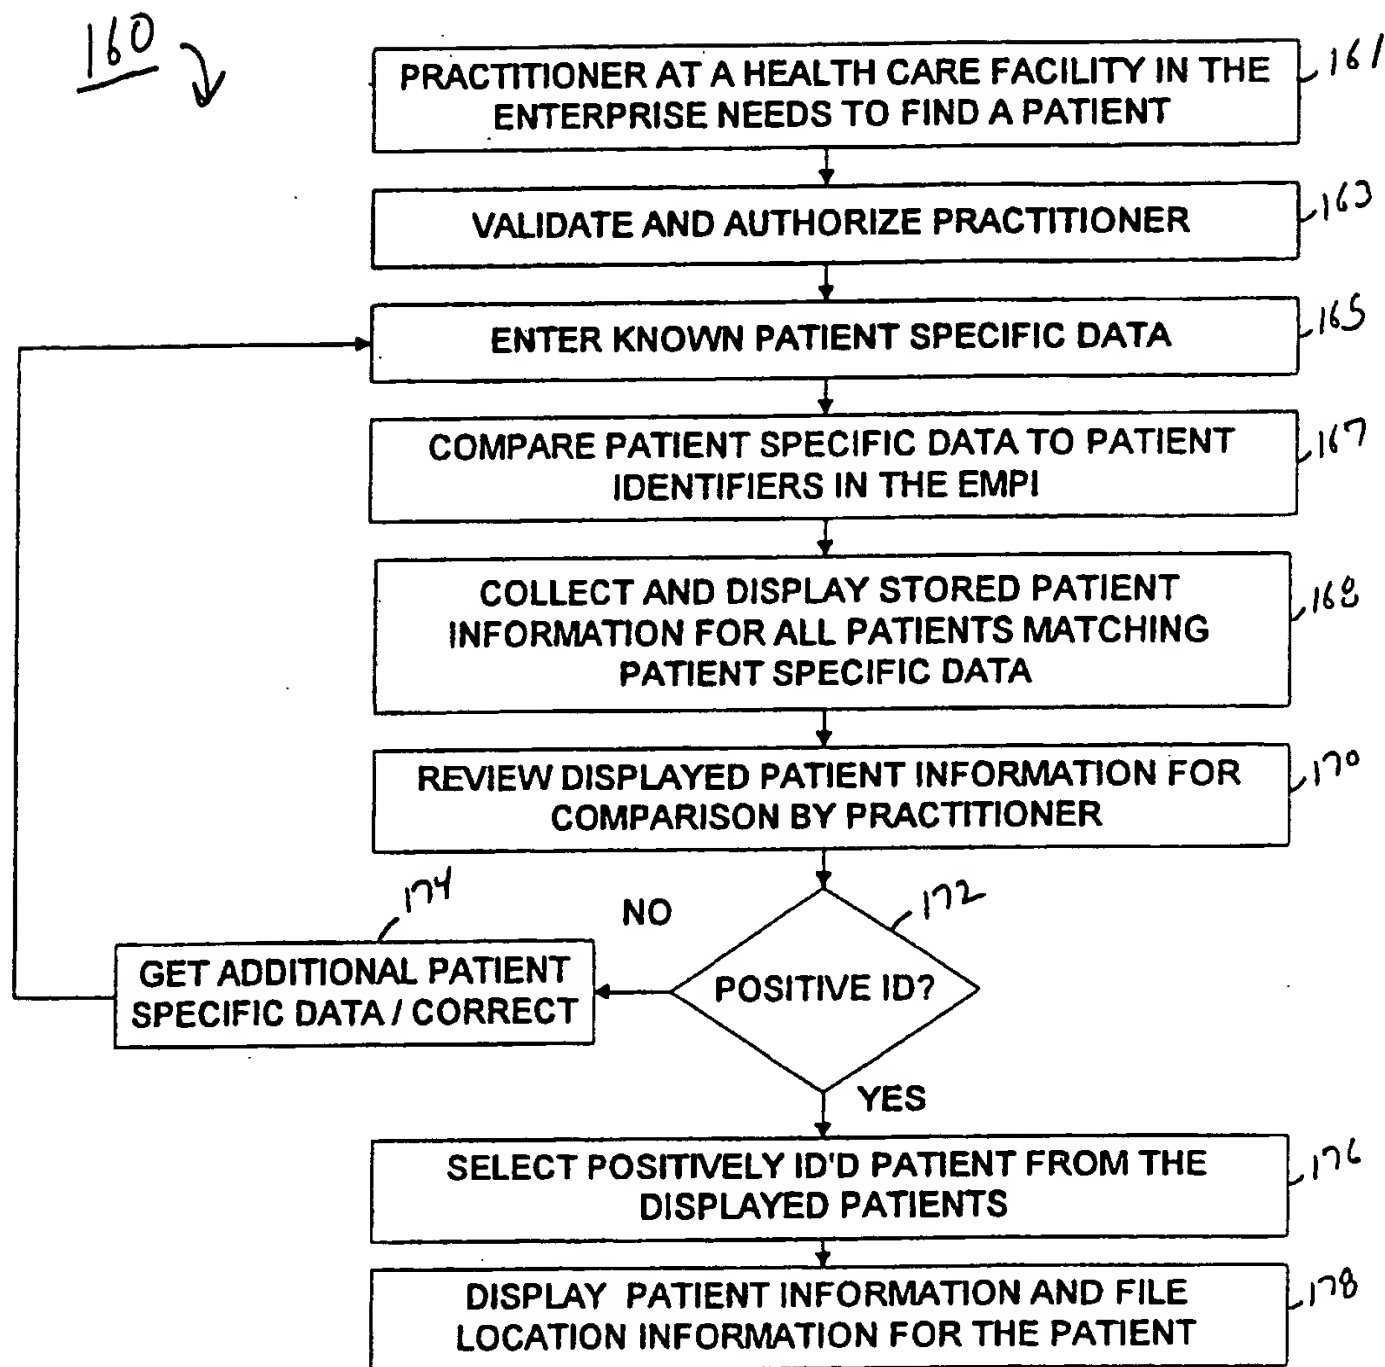 160
PRACTITIONER AT A HEALTH CARE FACILITY IN THE
ENTERPRISE NEEDS TO FIND A PATIENT
161
VALIDATE AND AUTHORIZE PRACTITIONER
163
ENTER KNOWN PATIENT SPECIFIC DATA
165
COMPARE PATIENT SPECIFIC DATA TO PATIENT
IDENTIFIERS IN THE EMPI
167
COLLECT AND DISPLAY STORED PATIENT
INFORMATION FOR ALL PATIENTS MATCHING
PATIENT SPECIFIC DATA
168
REVIEW DISPLAYED PATIENT INFORMATION FOR
COMPARISON BY PRACTITIONER
170
174
NO
172
GET ADDITIONAL PATIENT
SPECIFIC DATA / CORRECT
POSITIVE ID?
YES
SELECT POSITIVELY ID'D PATIENT FROM THE
DISPLAYED PATIENTS
176
DISPLAY PATIENT INFORMATION AND FILE
LOCATION INFORMATION FOR THE PATIENT
178